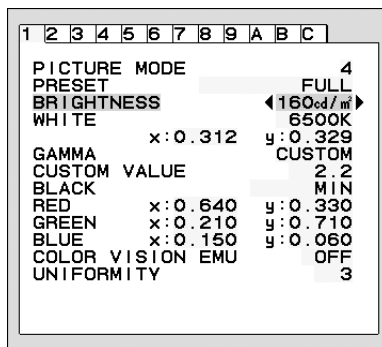 1 2 3 4 5 6 7 8 9 A B C
PICTURE MODE 4
PRESET FULL
BRIGHTNESS ◀160cd/㎡▶
WHITE 6500K
x:0.312 y:0.329
GAMMA CUSTOM
CUSTOM VALUE 2.2
BLACK MIN
RED x:0.640 y:0.330
GREEN x:0.210 y:0.710
BLUE x:0.150 y:0.060
COLOR VISION EMU OFF
UNIFORMITY 3